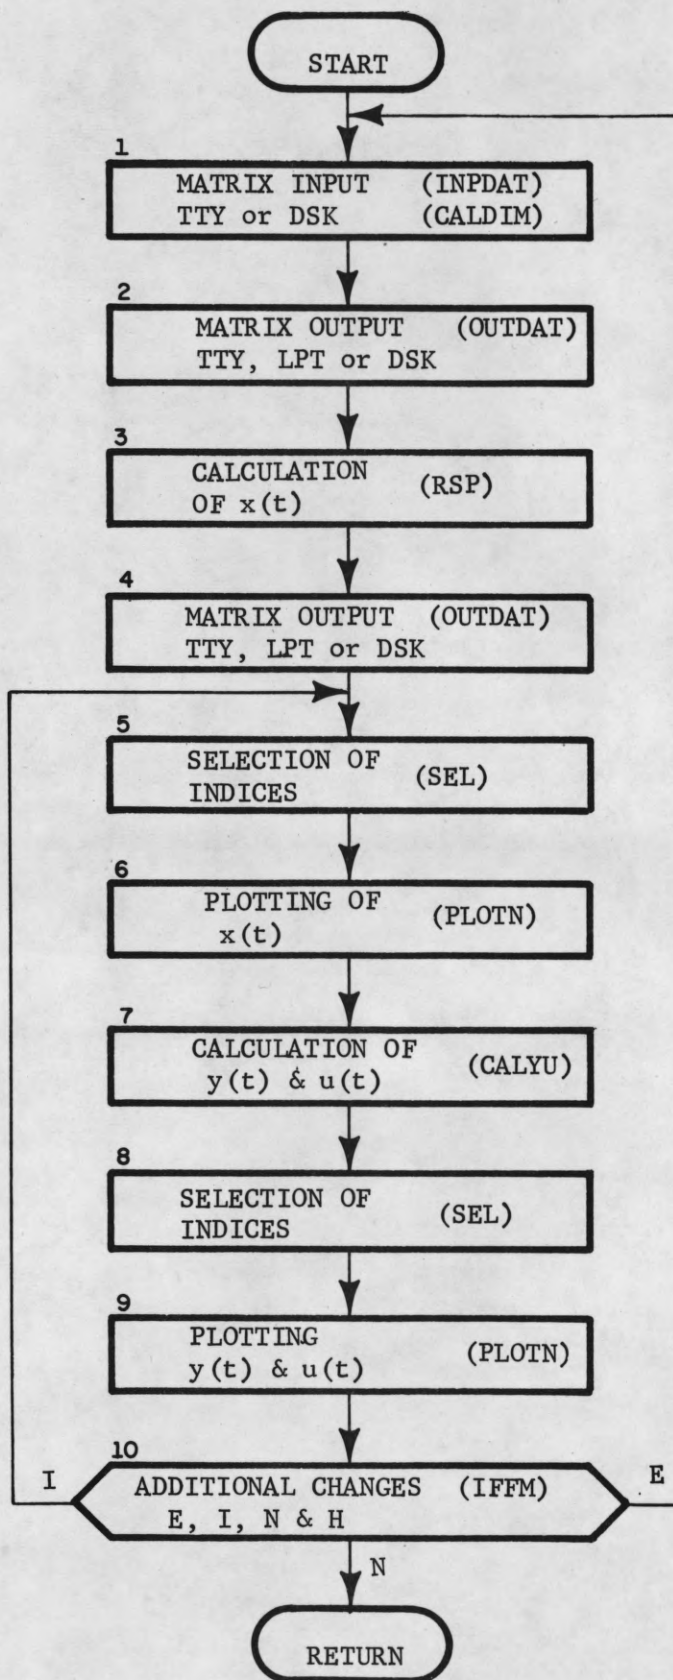 START
1
MATRIX INPUT (INPDAT)
TTY or DSK (CALDIM)
2
MATRIX OUTPUT (OUTDAT)
TTY, LPT or DSK
3
CALCULATION (RSP)
OF x(t)
4
MATRIX OUTPUT (OUTDAT)
TTY, LPT or DSK
5
SELECTION OF (SEL)
INDICES
6
PLOTTING OF (PLOTN)
x(t)
7
CALCULATION OF (CALYU)
y(t) & u(t)
8
SELECTION OF (SEL)
INDICES
9
PLOTTING (PLOTN)
y(t) & u(t)
10
I
ADDITIONAL CHANGES (IFFM)
E, I, N & H
E
N
RETURN